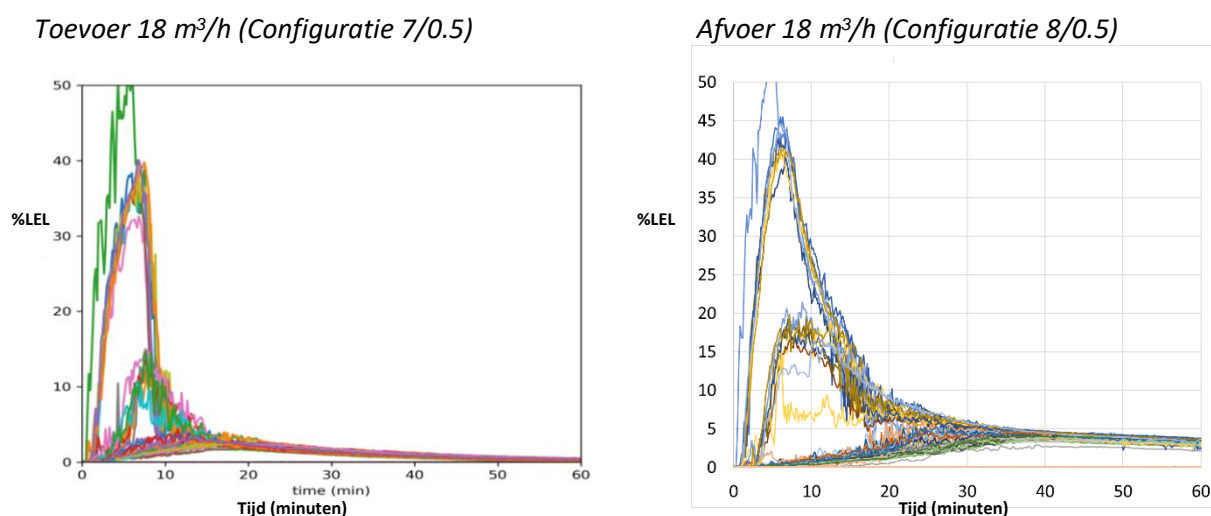 Toevoer 18 m³/h (Configuratie 7/0.5)
50
40
30
20
10
0
%LEL
0 10 20 30 40 50 60
time (min)
Tijd (minuten)
Afvoer 18 m³/h (Configuratie 8/0.5)
50
45
40
35
30
25
20
15
10
5
0
%LEL
0 10 20 30 40 50 60
Tijd (minuten)